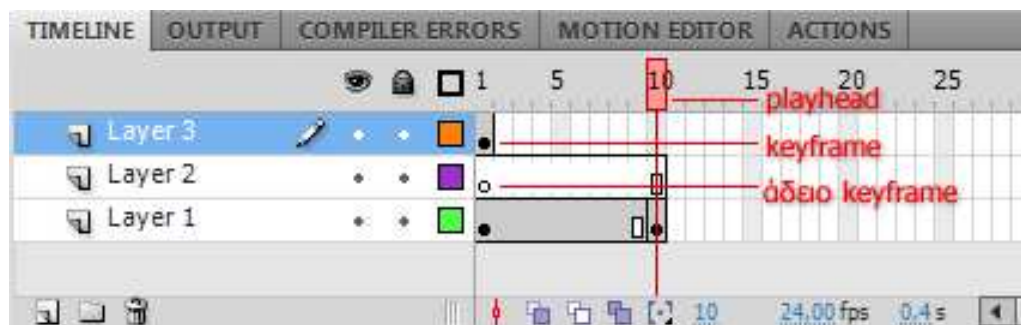 TIMELINE OUTPUT COMPILER ERRORS MOTION EDITOR ACTIONS
1 5 10 15 20 25
playhead
Layer 3
keyframe
Layer 2
άδειο keyframe
Layer 1
10 24.00 fps 0.4 s